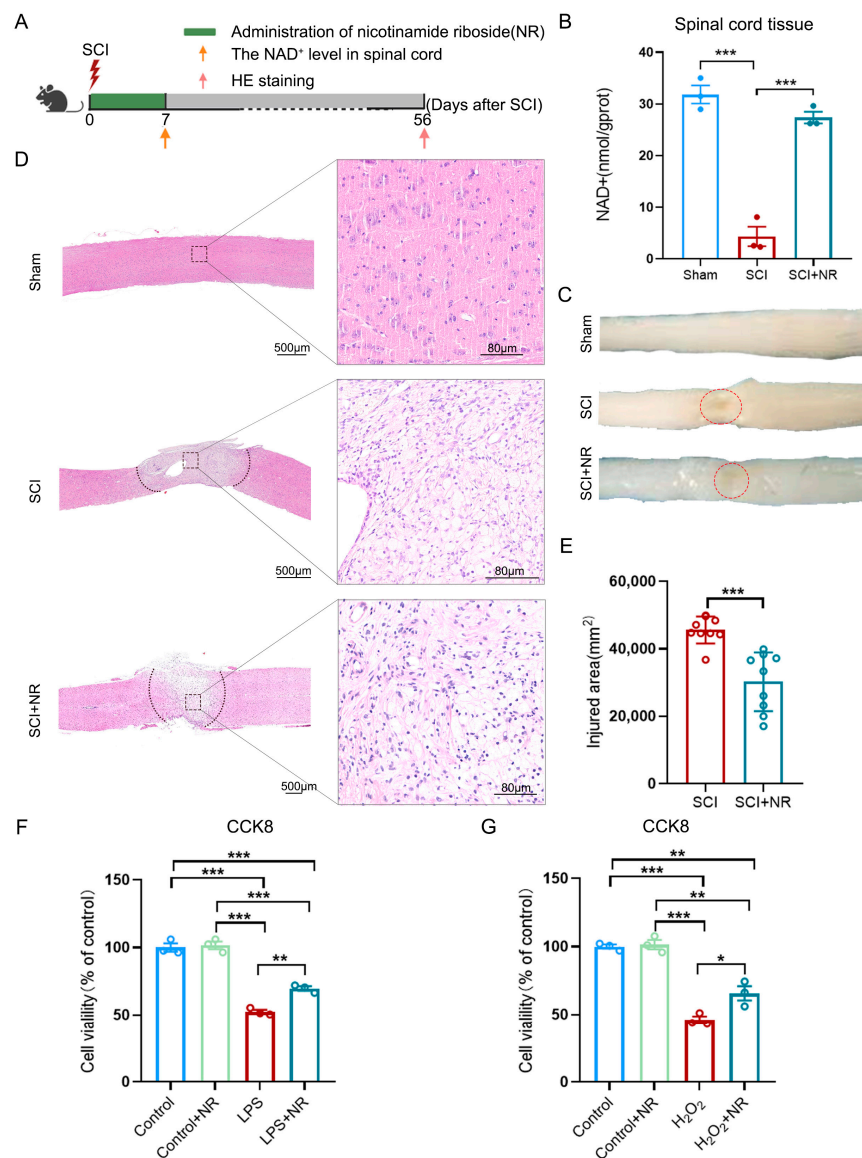 A
SCI
Administration of nicotinamide riboside(NR)
The NAD⁺ level in spinal cord
HE staining
0
7
56
(Days after SCI)
B
Spinal cord tissue
NAD+(nmol/gprot)
40
30
20
10
0
***
***
Sham
SCI
SCI+NR
C
Sham
SCI
SCI+NR
D
Sham
500μm
80μm
SCI
500μm
80μm
SCI+NR
500μm
80μm
E
Injured area(mm²)
60,000
40,000
20,000
0
***
SCI
SCI+NR
F
CCK8
Cell vialility(% of control)
150
100
50
0
***
***
***
***
**
Control
Control+NR
LPS
LPS+NR
G
CCK8
Cell vialility(% of control)
150
100
50
0
**
***
**
***
*
Control
Control+NR
H₂O₂
H₂O₂+NR